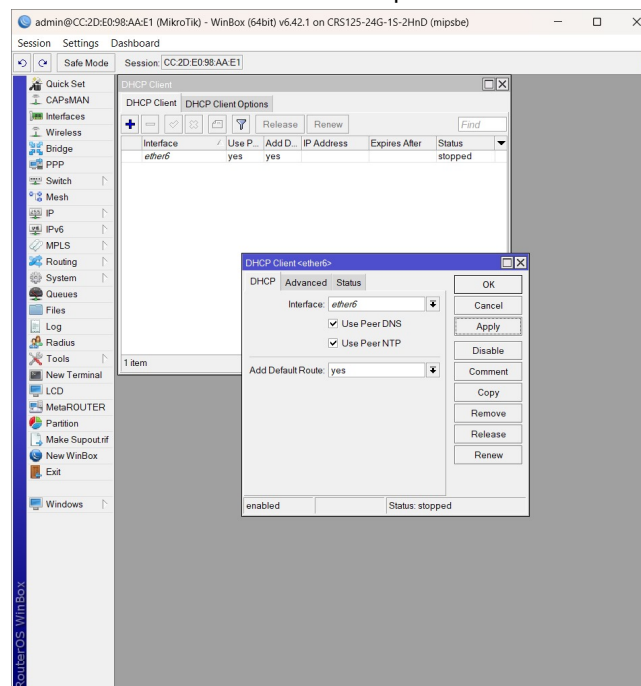 admin@CC:2D:E0:98:AA:E1 (MikroTik) - WinBox (64bit) v6.42.1 on CRS125-24G-1S-2HnD (mipsbe)
Session Settings Dashboard
Safe Mode Session: CC:2D:E0:98:AA:E1
Quick Set
CAPsMAN
Interfaces
Wireless
Bridge
PPP
Switch
Mesh
IP
IPv6
MPLS
Routing
System
Queues
Files
Log
Radius
Tools
New Terminal
LCD
MetaROUTER
Partition
Make Supout.rif
New WinBox
Exit
Windows
RouterOS WinBox
DHCP Client
DHCP Client DHCP Client Options
Release Renew Find
Interface / Use P... Add D... IP Address Expires After Status
ether6 yes yes stopped
1 item
DHCP Client <ether6>
DHCP Advanced Status
Interface: ether6
Use Peer DNS
Use Peer NTP
Add Default Route: yes
OK
Cancel
Apply
Disable
Comment
Copy
Remove
Release
Renew
enabled Status: stopped